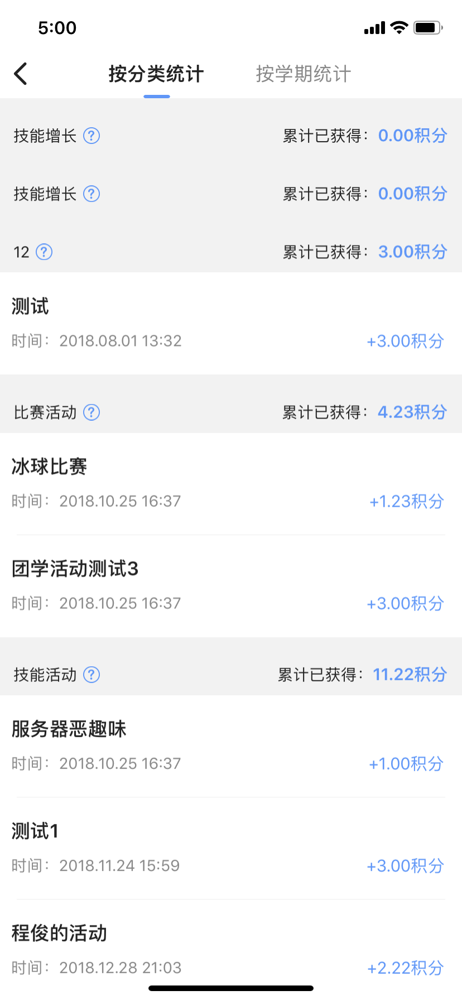 5:00
按分类统计 按学期统计
技能增长 ? 累计已获得： 0.00积分
技能增长 ? 累计已获得： 0.00积分
12 ? 累计已获得： 3.00积分
测试
时间： 2018.08.01 13:32 +3.00积分
比赛活动 ? 累计已获得： 4.23积分
冰球比赛
时间： 2018.10.25 16:37 +1.23积分
团学活动测试3
时间： 2018.10.25 16:37 +3.00积分
技能活动 ? 累计已获得： 11.22积分
服务器恶趣味
时间： 2018.10.25 16:37 +1.00积分
测试1
时间： 2018.11.24 15:59 +3.00积分
程俊的活动
时间： 2018.12.28 21:03 +2.22积分